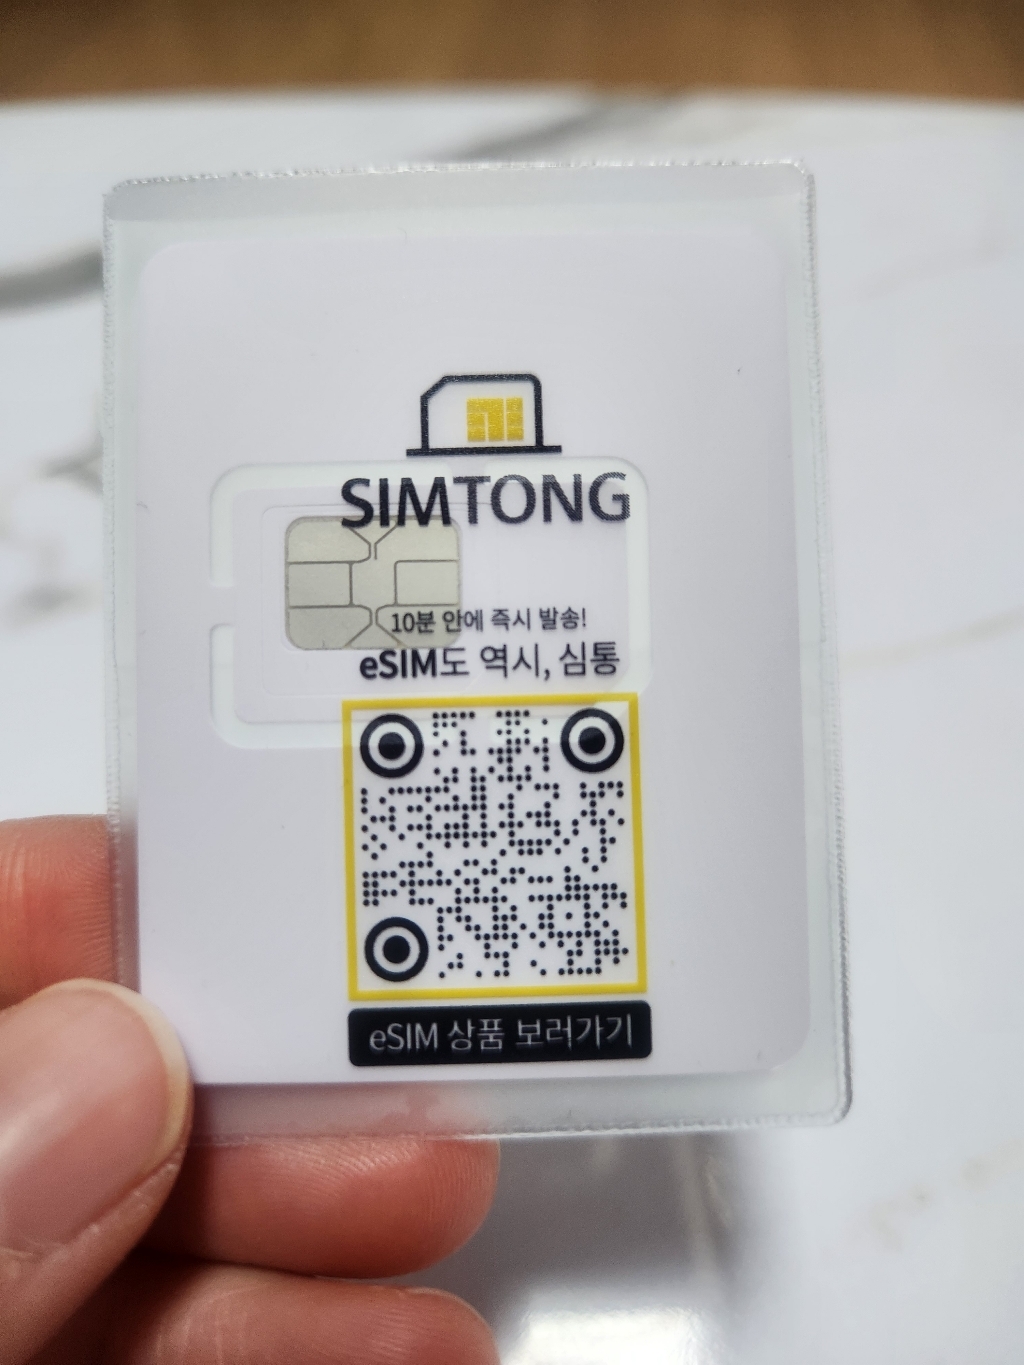 SIMTONG
10분 안에 즉시 발송!
eSIM도 역시, 심통
eSIM 상품 보러가기